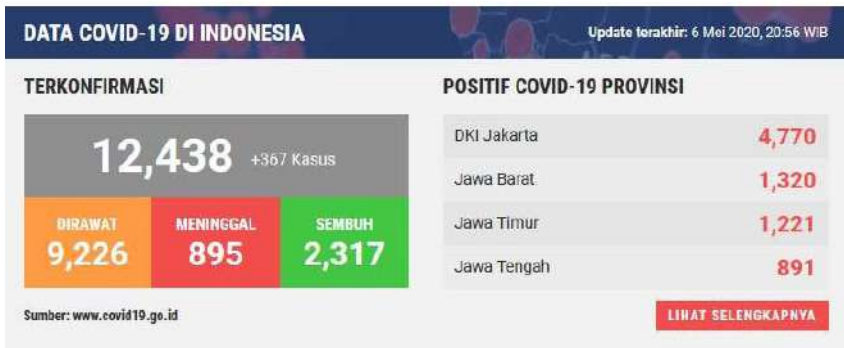 DATA COVID-19 DI INDONESIA
Update terakhir: 6 Mei 2020, 20:56 WIB
TERKONFIRMASI
12,438 +367 Kasus
DIRAWAT
9,226
MENINGGAL
895
SEMBUH
2,317
Sumber: www.covid19.go.id
POSITIF COVID-19 PROVINSI
DKI Jakarta 4,770
Jawa Barat 1,320
Jawa Timur 1,221
Jawa Tengah 891
LIHAT SELENGKAPNYA